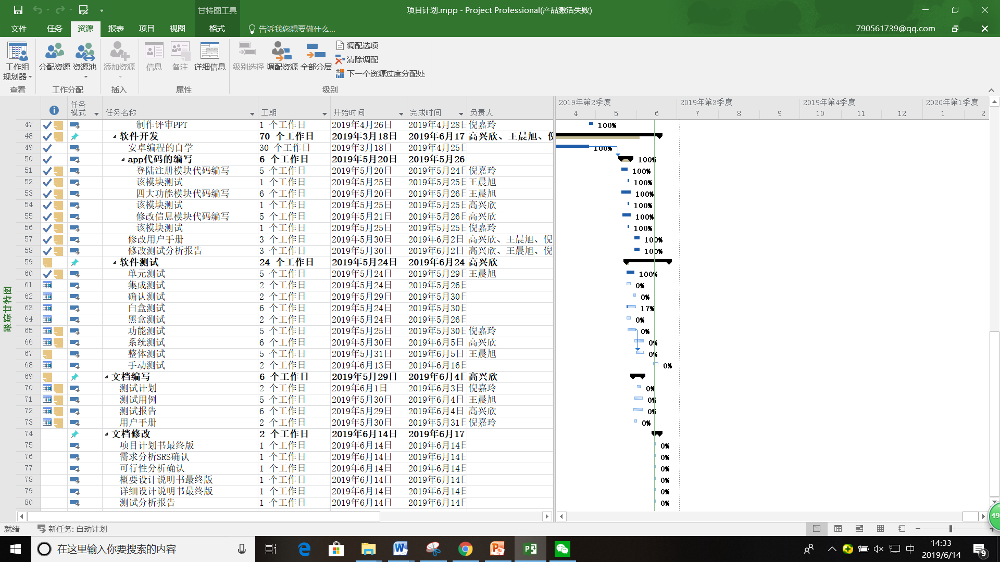 甘特图工具
项目计划.mpp - Project Professional(产品激活失败)
文件 任务 资源 报表 项目 视图 格式 告诉我您想要做什么... 790561739@qq.com
工作组规划器 分配资源 资源池 添加资源 信息 备注 详细信息 级别选择 调配资源 全部分层
调配选项
清除调配
下一个资源过度分配处
查看 工作分配 插入 属性 级别
任务模式 任务名称 工期 开始时间 完成时间 负责人
2019年第2季度 2019年第3季度 2019年第4季度 2020年第1季度
4 5 6 7 8 9 10 11 12 1 2
47 制作评审PPT 1 个工作日 2019年4月26日 2019年4月28日 倪嘉玲 100%
48 软件开发 70 个工作日 2019年3月18日 2019年6月17 高兴欣、王晨旭、倪
49 安卓编程的自学 30 个工作日 2019年3月18日 2019年4月25日 100%
50 app代码的编写 6 个工作日 2019年5月20日 2019年5月26 100%
51 登陆注册模块代码编写 5 个工作日 2019年5月20日 2019年5月24日 倪嘉玲 100%
52 该模块测试 1 个工作日 2019年5月25日 2019年5月25日 王晨旭 100%
53 四大功能模块代码编写 6 个工作日 2019年5月20日 2019年5月26日 王晨旭 100%
54 该模块测试 1 个工作日 2019年5月25日 2019年5月25日 高兴欣 100%
55 修改信息模块代码编写 5 个工作日 2019年5月21日 2019年5月26日 高兴欣 100%
56 该模块测试 1 个工作日 2019年5月25日 2019年5月25日 倪嘉玲 100%
57 修改用户手册 3 个工作日 2019年5月30日 2019年6月2日 高兴欣、王晨旭、倪 100%
58 修改测试分析报告 3 个工作日 2019年5月30日 2019年6月2日 高兴欣、王晨旭、倪 100%
59 软件测试 24 个工作日 2019年5月24日 2019年6月24 高兴欣
60 单元测试 5 个工作日 2019年5月24日 2019年5月29日 王晨旭 100%
61 集成测试 2 个工作日 2019年5月24日 2019年5月26日 0%
62 确认测试 2 个工作日 2019年5月29日 2019年5月30日 0%
63 白盒测试 6 个工作日 2019年5月24日 2019年5月30日 17%
64 黑盒测试 2 个工作日 2019年5月24日 2019年5月26日 0%
65 功能测试 5 个工作日 2019年5月25日 2019年5月30日 倪嘉玲 0%
66 系统测试 6 个工作日 2019年5月30日 2019年6月5日 高兴欣 0%
67 整体测试 5 个工作日 2019年5月31日 2019年6月5日 王晨旭 0%
68 手动测试 2 个工作日 2019年6月13日 2019年6月16日 0%
69 文档编写 6 个工作日 2019年5月29日 2019年6月4日 高兴欣
70 测试计划 2 个工作日 2019年6月1日 2019年6月3日 倪嘉玲 0%
71 测试用例 5 个工作日 2019年5月30日 2019年6月4日 王晨旭 0%
72 测试报告 6 个工作日 2019年5月29日 2019年6月4日 高兴欣 0%
73 用户手册 2 个工作日 2019年5月30日 2019年5月31日 倪嘉玲 0%
74 文档修改 2 个工作日 2019年6月14日 2019年6月17
75 项目计划书最终版 1 个工作日 2019年6月14日 2019年6月14日 0%
76 需求分析SRS确认 1 个工作日 2019年6月14日 2019年6月14日 0%
77 可行性分析确认 1 个工作日 2019年6月14日 2019年6月14日 0%
78 概要设计说明书最终版 1 个工作日 2019年6月14日 2019年6月14日 0%
79 详细设计说明书最终版 1 个工作日 2019年6月14日 2019年6月14日 0%
80 测试分析报告 1 个工作日 2019年6月14日 2019年6月14日 0%
跟踪甘特图
49
就绪 新任务: 自动计划
在这里输入你要搜索的内容
中
14:33
2019/6/14
9